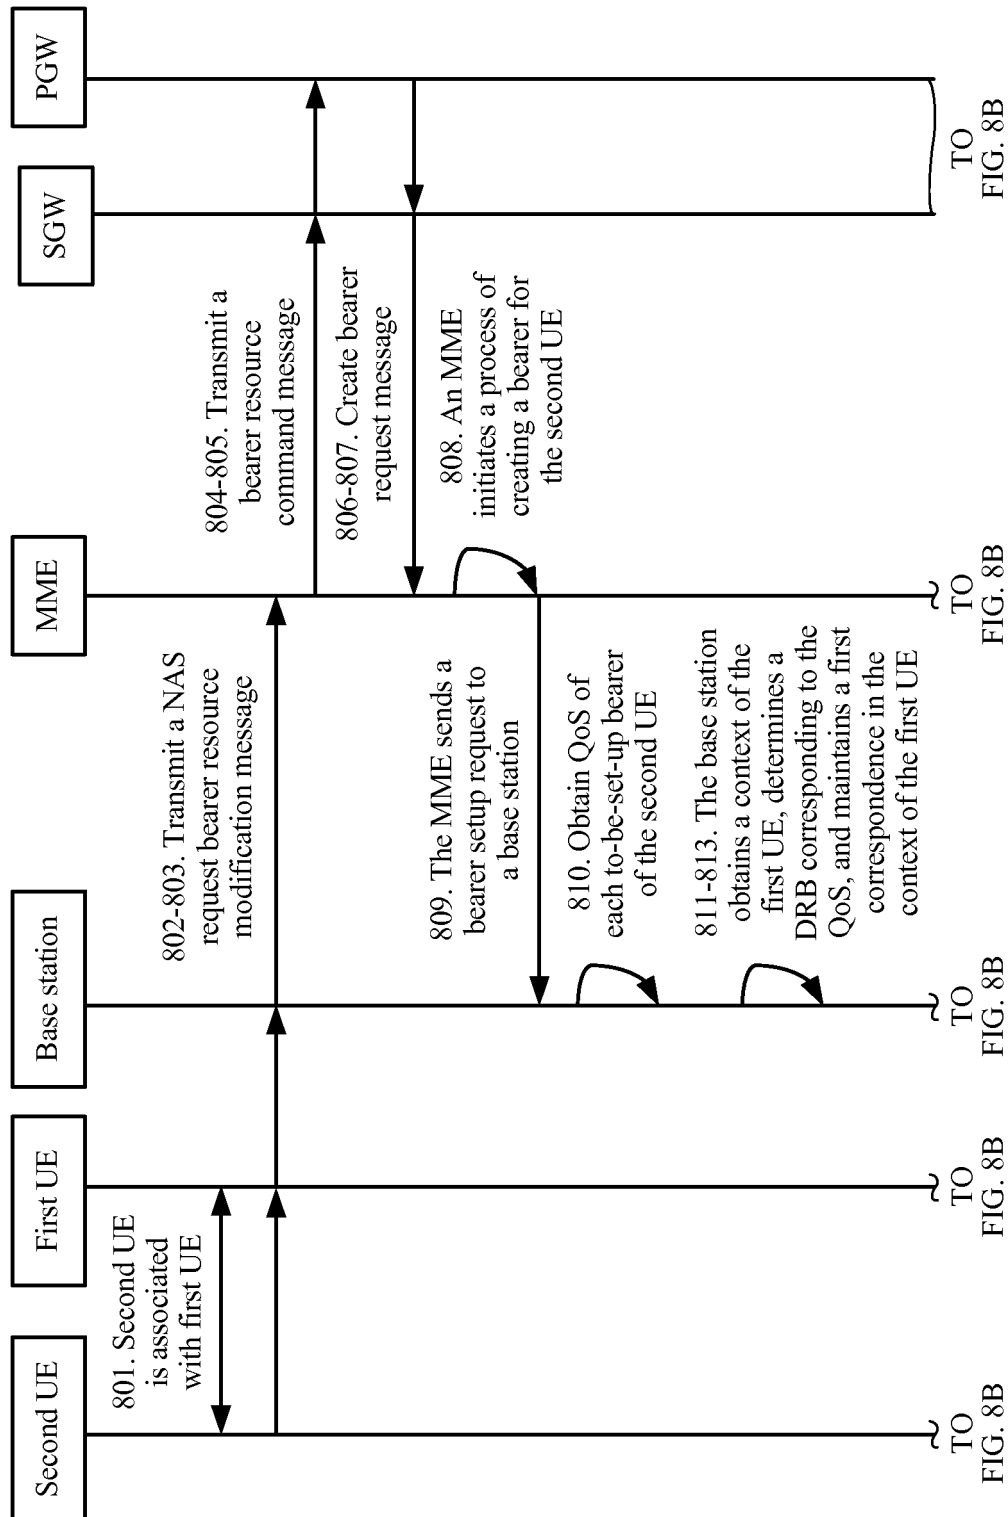 Second UE
First UE
Base station
MME
SGW
PGW
801. Second UE
is associated
with first UE
802-803. Transmit a NAS
request bearer resource
modification message
804-805. Transmit a
bearer resource
command message
806-807. Create bearer
request message
808. An MME
initiates a process of
creating a bearer for
the second UE
809. The MME sends a
bearer setup request to
a base station
810. Obtain QoS of
each to-be-set-up bearer
of the second UE
811-813. The base station
obtains a context of the
first UE, determines a
DRB corresponding to the
QoS, and maintains a first
correspondence in the
context of the first UE
TO
FIG. 8B
TO
FIG. 8B
TO
FIG. 8B
TO
FIG. 8B
TO
FIG. 8B